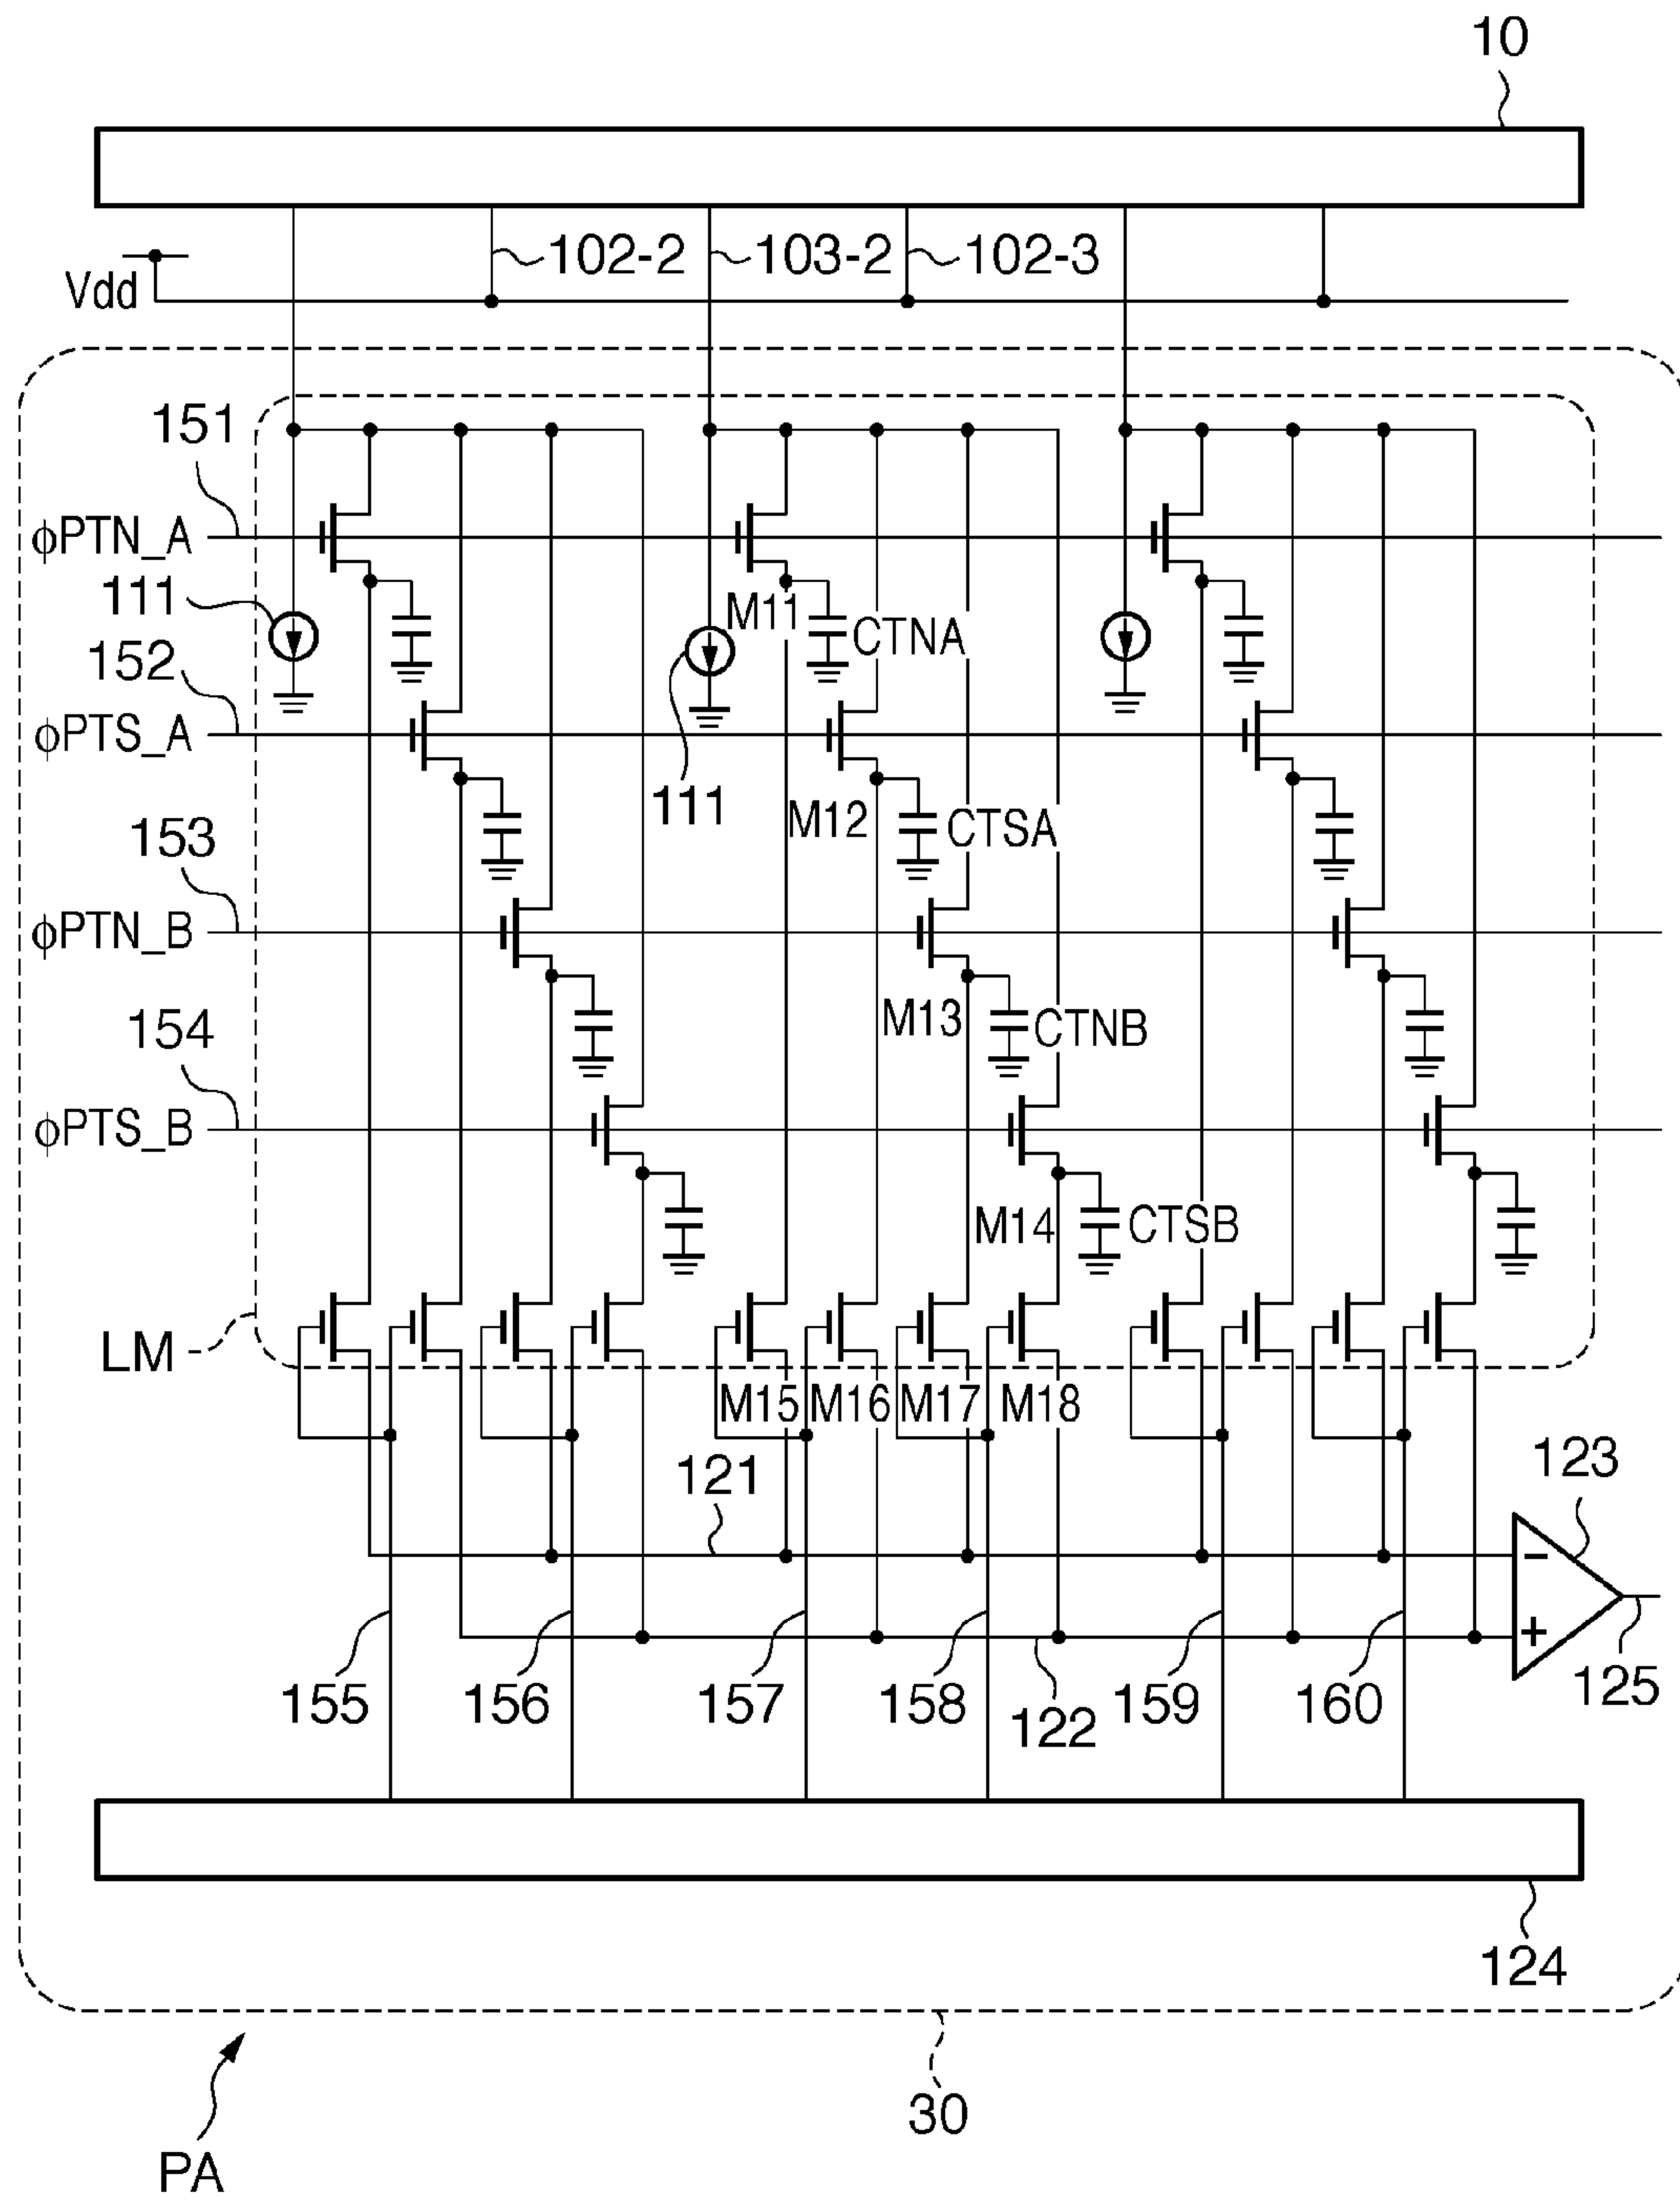 10
102-2 103-2 102-3
Vdd
151
ϕPTN_A
111
M11 CTNA
152
ϕPTS_A
111
M12 CTSA
153
ϕPTN_B
M13 CTNB
154
ϕPTS_B
M14 CTSB
LM
M15 M16 M17 M18
121
123
−
+
155 156 157 158 122 159 160 125
124
30
PA